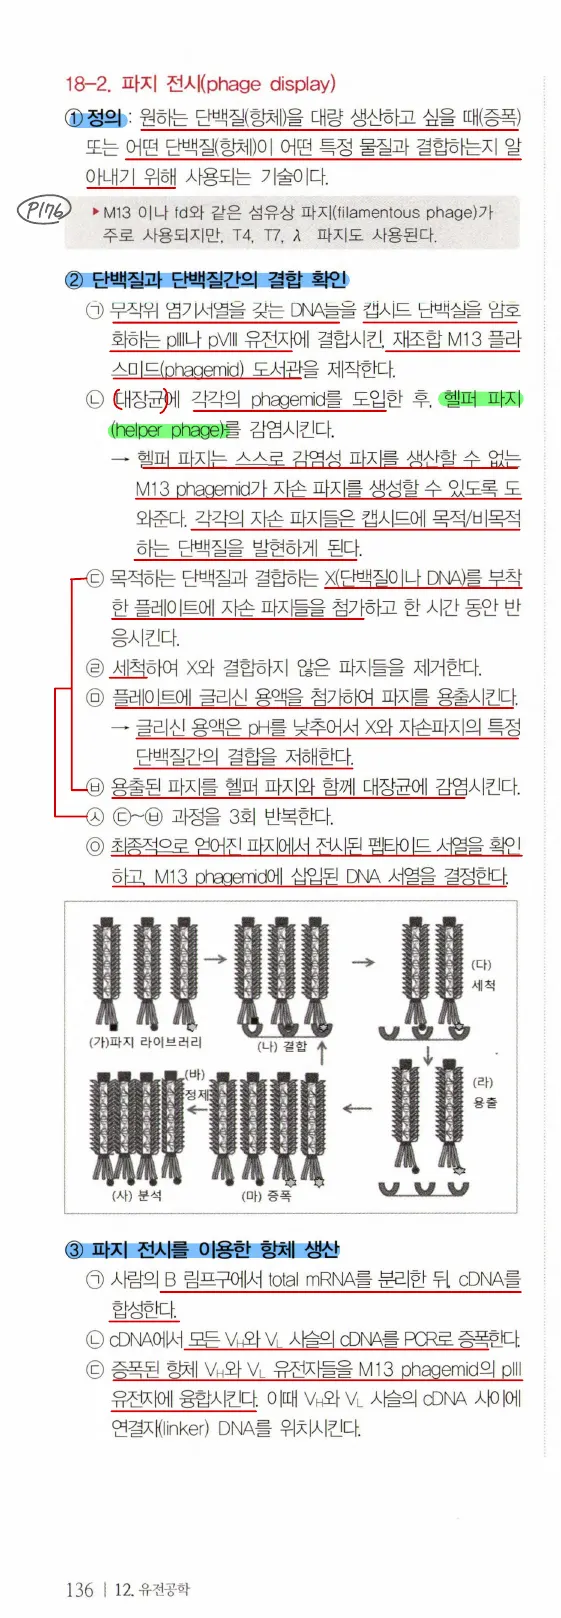 18-2. 파지 전시(phage display)
① 정의 : 원하는 단백질(항체)을 대량 생산하고 싶을 때(증폭)
또는 어떤 단백질(항체)이 어떤 특정 물질과 결합하는지 알
아내기 위해 사용되는 기술이다.
P176
▶ M13 이나 fd와 같은 섬유상 파지(filamentous phage)가
주로 사용되지만, T4, T7, λ 파지도 사용된다.
② 단백질과 단백질간의 결합 확인
㉠ 무작위 염기서열을 갖는 DNA들을 캡시드 단백질을 암호
화하는 pIII나 pVIII 유전자에 결합시킨, 재조합 M13 플라
스미드(phagemid) 도서관을 제작한다.
㉡ (대장균)에 각각의 phagemid를 도입한 후, 헬퍼 파지
(helper phage)를 감염시킨다.
→ 헬퍼 파지는 스스로 감염성 파지를 생산할 수 없는
M13 phagemid가 자손 파지를 생성할 수 있도록 도
와준다. 각각의 자손 파지들은 캡시드에 목적/비목적
하는 단백질을 발현하게 된다.
㉢ 목적하는 단백질과 결합하는 X(단백질이나 DNA)를 부착
한 플레이트에 자손 파지들을 첨가하고 한 시간 동안 반
응시킨다.
㉣ 세척하여 X와 결합하지 않은 파지들을 제거한다.
㉤ 플레이트에 글리신 용액을 첨가하여 파지를 용출시킨다.
→ 글리신 용액은 pH를 낮추어서 X와 자손파지의 특정
단백질간의 결합을 저해한다.
㉥ 용출된 파지를 헬퍼 파지와 함께 대장균에 감염시킨다.
㉦ ㉢~㉥ 과정을 3회 반복한다.
㉧ 최종적으로 얻어진 파지에서 전시된 펩타이드 서열을 확인
하고, M13 phagemid에 삽입된 DNA 서열을 결정한다.
(가)파지 라이브러리
(나) 결합
(다)
세척
(라)
용출
(마) 증폭
(바)
정제
(사) 분석
③ 파지 전시를 이용한 항체 생산
㉠ 사람의 B 림프구에서 total mRNA를 분리한 뒤, cDNA를
합성한다.
㉡ cDNA에서 모든 VH와 VL 사슬의 cDNA를 PCR로 증폭한다.
㉢ 증폭된 항체 VH와 VL 유전자들을 M13 phagemid의 pIII
유전자에 융합시킨다. 이때 VH와 VL 사슬의 cDNA 사이에
연결자(linker) DNA를 위치시킨다.
136 | 12. 유전공학